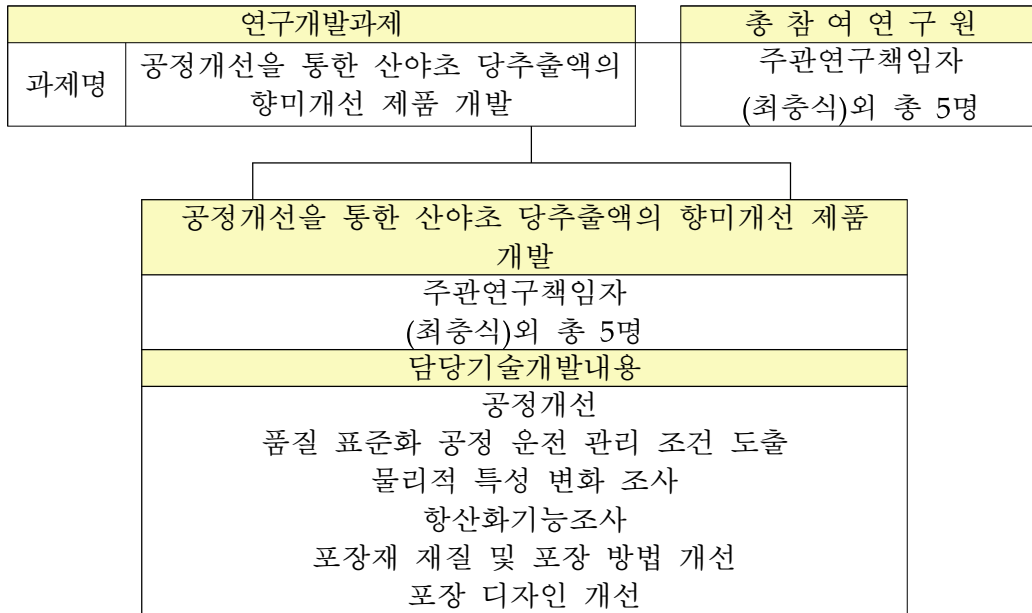 연구개발과제
총 참 여 연 구 원
과제명
공정개선을 통한 산야초 당추출액의
향미개선 제품 개발
주관연구책임자
(최충식)외 총 5명
공정개선을 통한 산야초 당추출액의 향미개선 제품
개발
주관연구책임자
(최충식)외 총 5명
담당기술개발내용
공정개선
품질 표준화 공정 운전 관리 조건 도출
물리적 특성 변화 조사
항산화기능조사
포장재 재질 및 포장 방법 개선
포장 디자인 개선